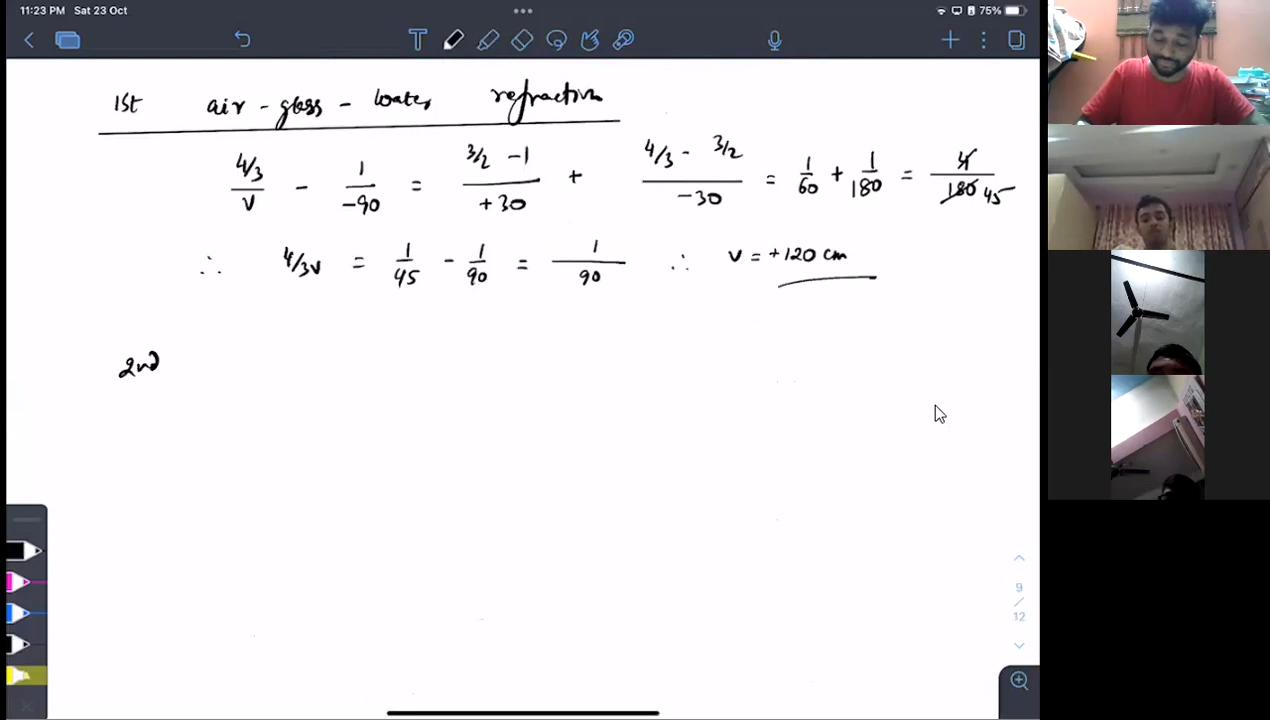 11:23 PM Sat 23 Oct
75%
1st air - glass - water refraction
4/3 / v - 1 / -90 = 3/2 - 1 / +30 + 4/3 - 3/2 / -30 = 1/60 + 1/180 = 4 / 180 45
∴ 4/3v = 1/45 - 1/90 = 1/90 ∴ v = +120 cm
2nd
9
/
12